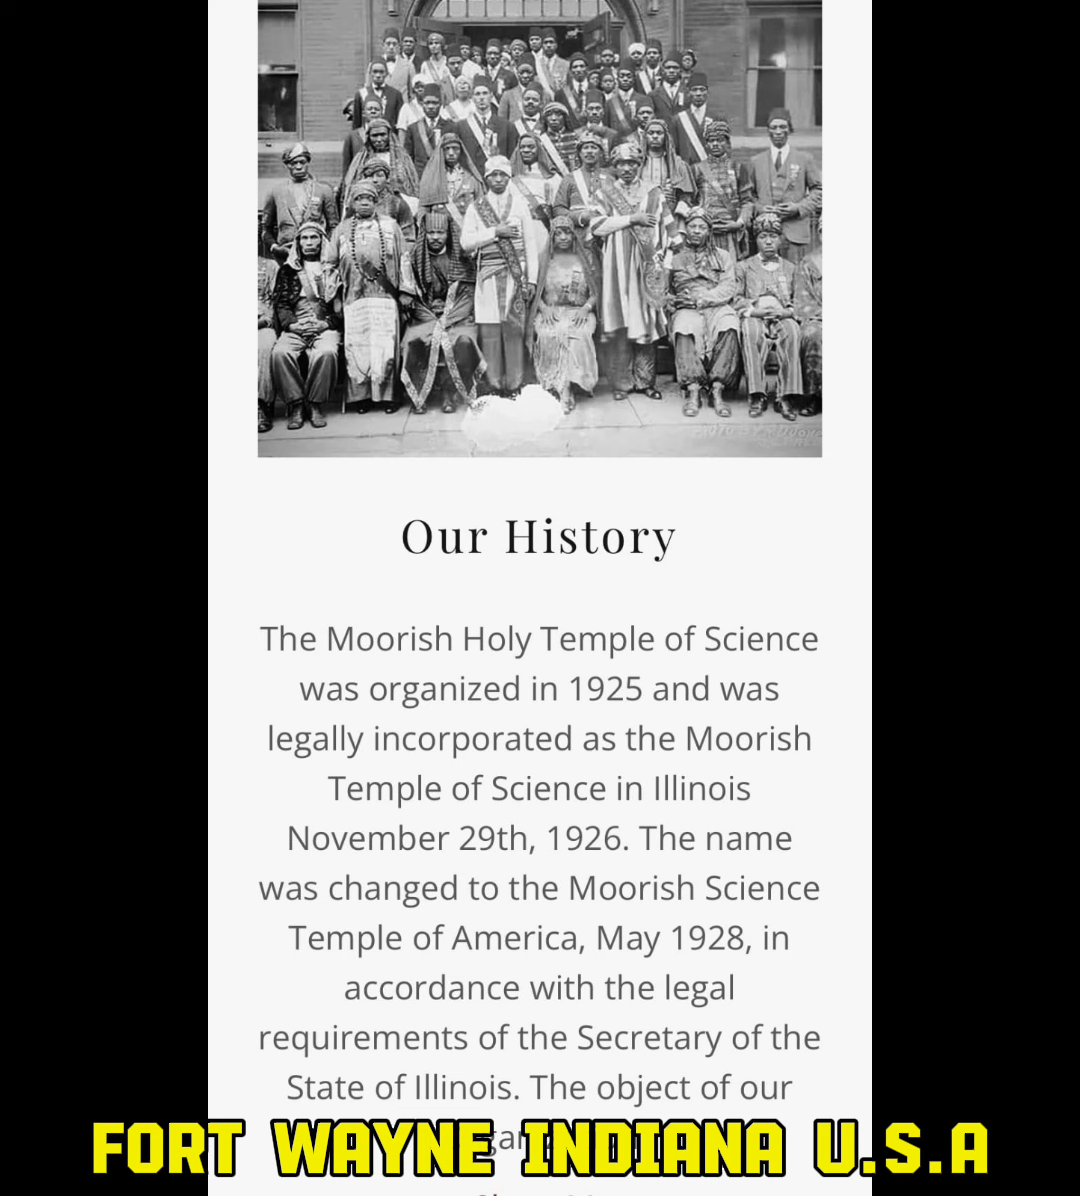 Our History
The Moorish Holy Temple of Science
was organized in 1925 and was
legally incorporated as the Moorish
Temple of Science in Illinois
November 29th, 1926. The name
was changed to the Moorish Science
Temple of America, May 1928, in
accordance with the legal
requirements of the Secretary of the
State of Illinois. The object of our
FORT WAYNE INDIANA U.S.A